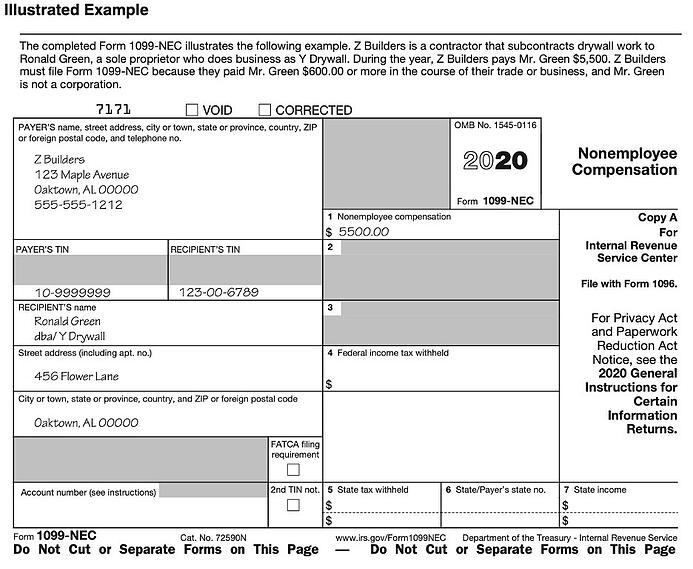 Illustrated Example
The completed Form 1099-NEC illustrates the following example. Z Builders is a contractor that subcontracts drywall work to
Ronald Green, a sole proprietor who does business as Y Drywall. During the year, Z Builders pays Mr. Green $5,500. Z Builders
must file Form 1099-NEC because they paid Mr. Green $600.00 or more in the course of their trade or business, and Mr. Green
is not a corporation.
7171 VOID CORRECTED
PAYER'S name, street address, city or town, state or province, country, ZIP
or foreign postal code, and telephone no.
Z Builders
123 Maple Avenue
Oaktown, AL 00000
555-555-1212
OMB No. 1545-0116
2020
Form 1099-NEC
Nonemployee
Compensation
1 Nonemployee compensation
$ 5500.00
Copy A
For
Internal Revenue
Service Center
File with Form 1096.
For Privacy Act
and Paperwork
Reduction Act
Notice, see the
2020 General
Instructions for
Certain
Information
Returns.
PAYER'S TIN
10-9999999
RECIPIENT'S TIN
123-00-6789
2
RECIPIENT'S name
Ronald Green
dba/ Y Drywall
3
Street address (including apt. no.)
456 Flower Lane
4 Federal income tax withheld
$
City or town, state or province, country, and ZIP or foreign postal code
Oaktown, AL 00000
FATCA filing
requirement
Account number (see instructions)
2nd TIN not.
5 State tax withheld
$
$
6 State/Payer's state no.
7 State income
$
$
Form 1099-NEC Cat. No. 72590N www.irs.gov/Form1099NEC Department of the Treasury - Internal Revenue Service
Do Not Cut or Separate Forms on This Page — Do Not Cut or Separate Forms on This Page